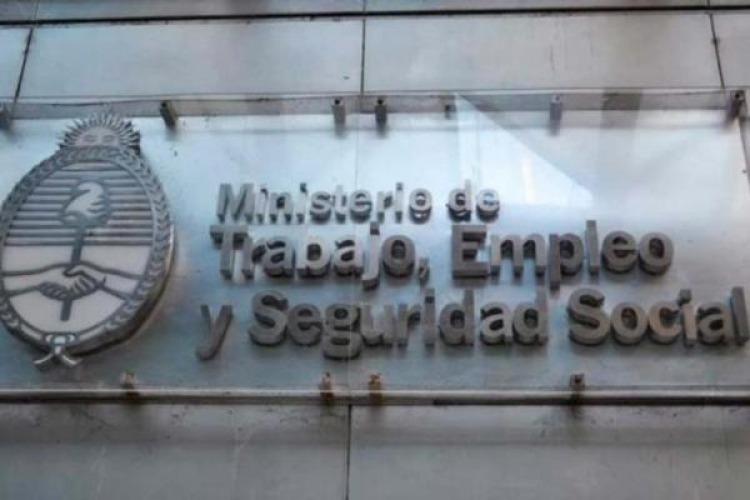 Ministerio de
Trabajo, Empleo
y Seguridad Social